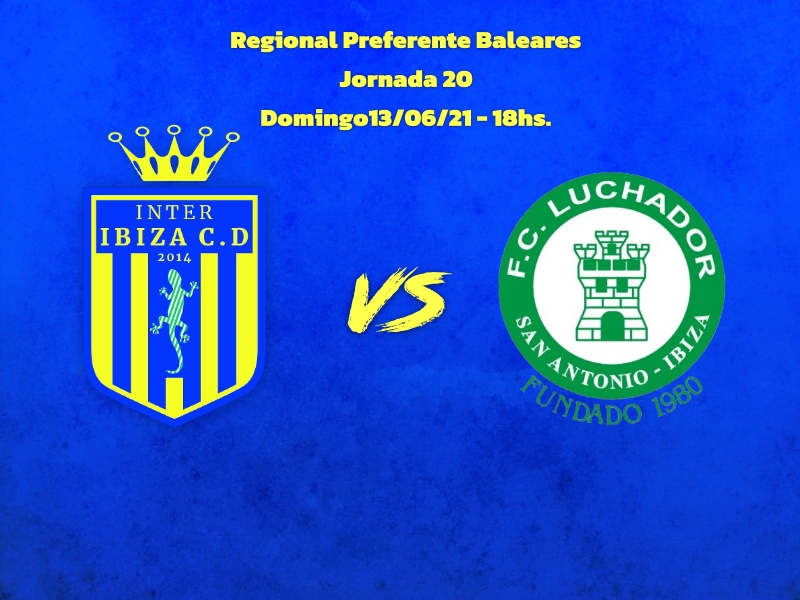 Regional Preferente Baleares
Jornada 20
Domingo13/06/21 - 18hs.
INTER
IBIZA C.D
2014
VS
F.C. LUCHADOR
SAN ANTONIO - IBIZA
FUNDADO 1980